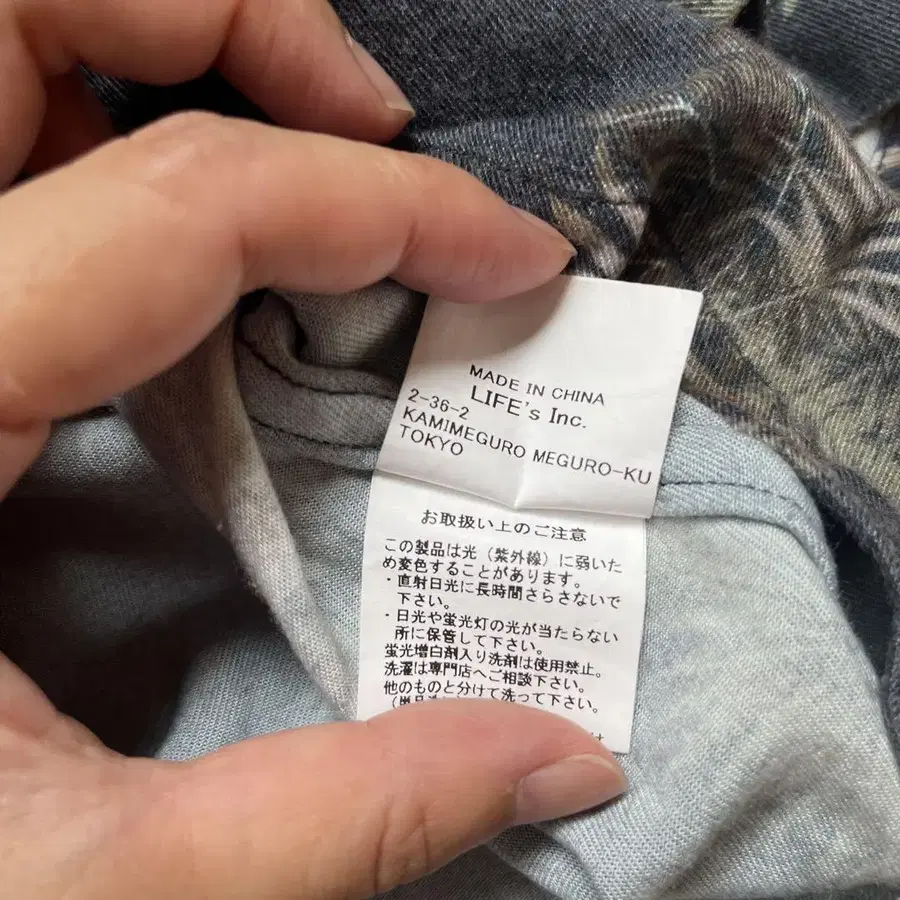 MADE IN CHINA
LIFE's Inc.
2-36-2
KAMIMEGURO MEGURO-KU
TOKYO
お取扱い上のご注意
この製品は光（紫外線）に弱いた
め変色することがあります。
・直射日光に長時間さらさないで
下さい。
・日光や蛍光灯の光が当たらない
所に保管して下さい。
蛍光増白剤入り洗剤は使用禁止。
洗濯は専門店へご相談下さい。
他のものと分けて洗って下さい。